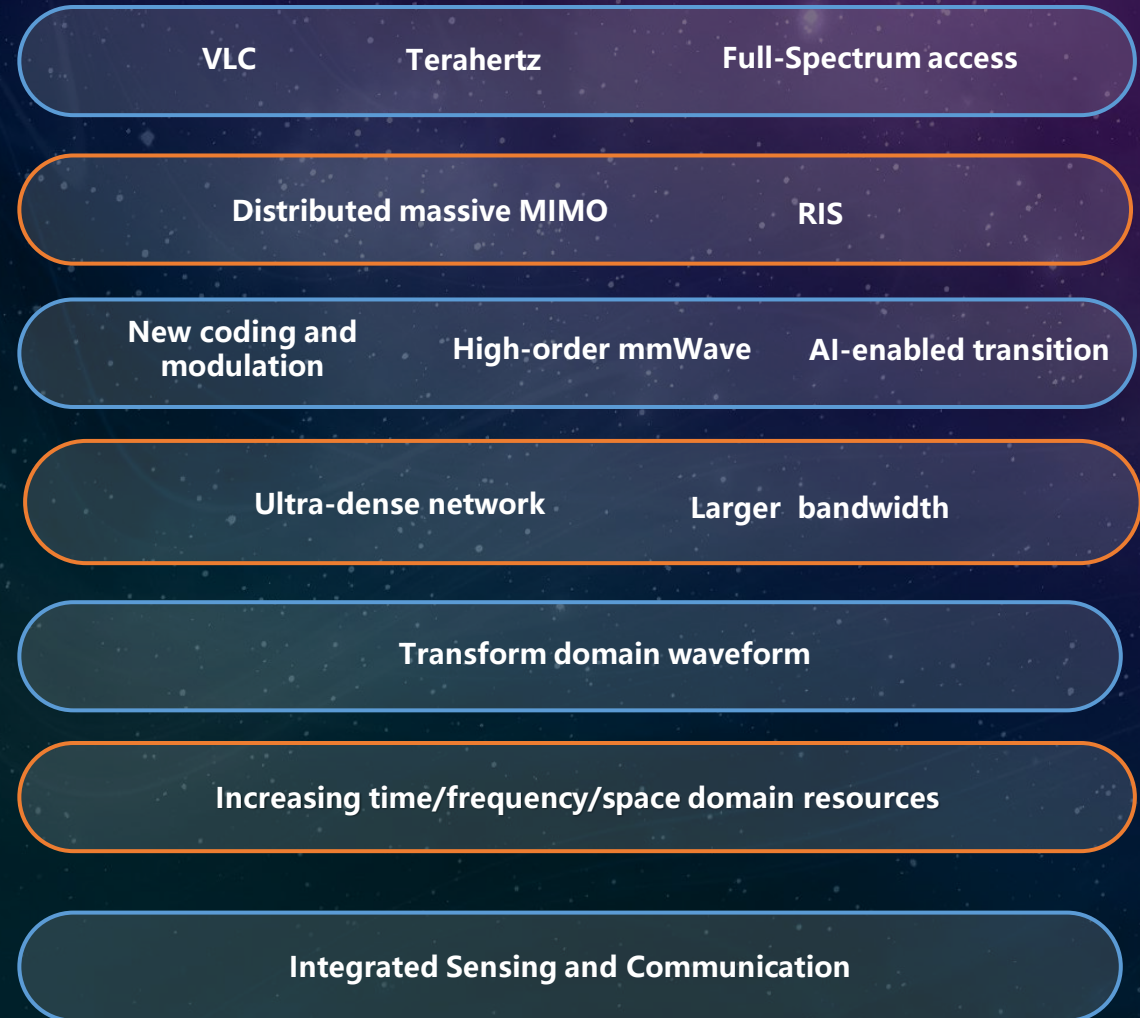 VLC
Terahertz
Full-Spectrum access
Distributed massive MIMO
RIS
New coding and
modulation
High-order mmWave
AI-enabled transition
Ultra-dense network
Larger bandwidth
Transform domain waveform
Increasing time/frequency/space domain resources
Integrated Sensing and Communication